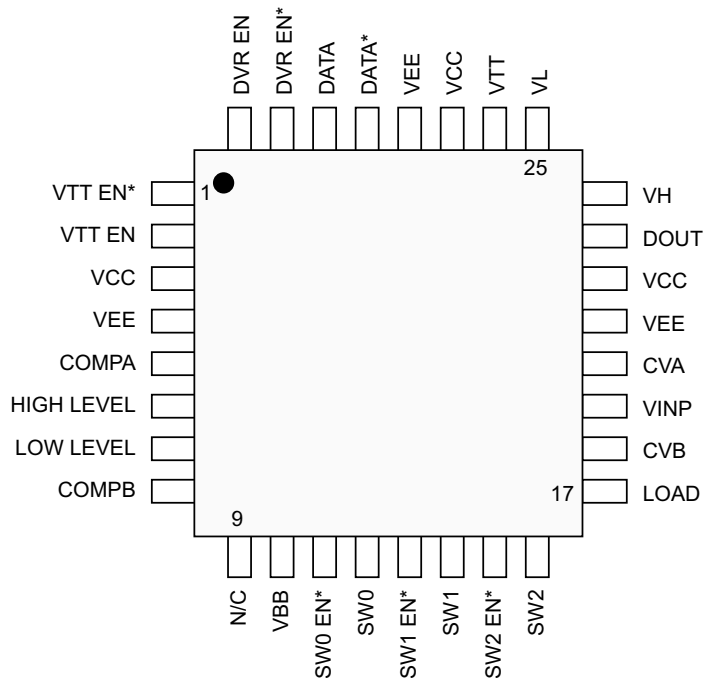 DVR EN
DVR EN*
DATA
DATA*
VEE
VCC
VTT
VL
25
VTT EN*
1
VH
VTT EN
DOUT
VCC
VCC
VEE
VEE
COMPA
CVA
HIGH LEVEL
VINP
LOW LEVEL
CVB
COMPB
17
LOAD
9
N/C
VBB
SW0 EN*
SW0
SW1 EN*
SW1
SW2 EN*
SW2